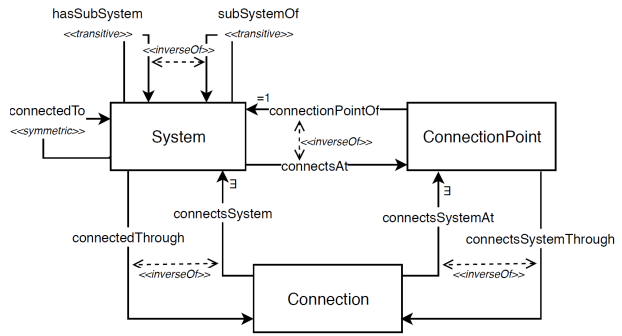 hasSubSystem
subSystemOf
<<transitive>>
<<transitive>>
<<inverseOf>>
connectedTo
<<symmetric>>
System
=1
connectionPointOf
<<inverseOf>>
connectsAt
ConnectionPoint
∃
connectsSystem
∃
connectsSystemAt
connectedThrough
connectsSystemThrough
<<inverseOf>>
<<inverseOf>>
Connection